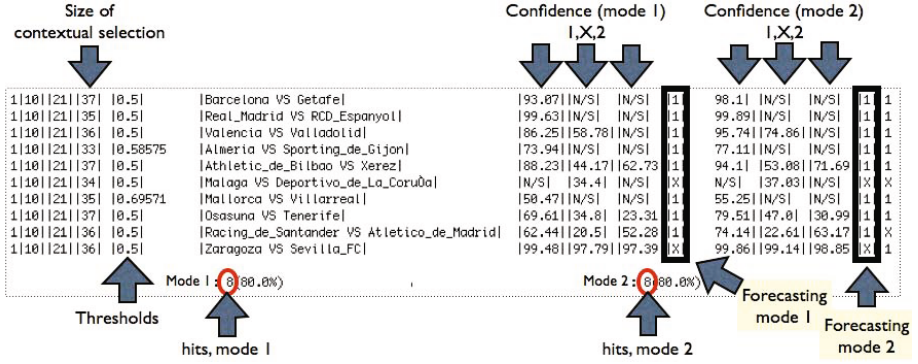 Size of
contextual selection
Confidence (mode 1)
1,X,2
Confidence (mode 2)
1,X,2
1|10||21||37| |0.5| |Barcelona VS Getafe| |93.07||N/S| |N/S| |1| 98.1| |N/S| |N/S| |1| 1
1|10||21||35| |0.5| |Real_Madrid VS RCD_Espanyol| |99.63||N/S| |N/S| |1| 99.89||N/S| |N/S| |1| 1
1|10||21||36| |0.5| |Valencia VS Valladolid| |86.25||58.78||N/S| |1| 95.74||74.86||N/S| |1| 1
1|10||21||33| |0.58575 |Almeria VS Sporting_de_Gijon| |73.94||N/S| |N/S| |1| 77.11||N/S| |N/S| |1| 1
1|10||21||37| |0.5| |Athletic_de_Bilbao VS Xerez| |88.23||44.17||62.73 |1| 94.1| |53.08||71.69 |1| 1
1|10||21||34| |0.5| |Malaga VS Deportivo_de_La_CoruÒa| |N/S| |34.4| |N/S| |X| N/S| |37.03||N/S| |X| X
1|10||21||35| |0.69571 |Mallorca VS Villarreal| |50.47||N/S| |N/S| |1| 55.25||N/S| |N/S| |1| 1
1|10||21||37| |0.5| |Osasuna VS Tenerife| |69.61||34.8| |23.31 |1| 79.51||47.0| |30.99 |1| 1
1|10||21||36| |0.5| |Racing_de_Santander VS Atletico_de_Madrid| |62.44||20.5| |52.28 |1| 74.14||22.61||63.17 |1| X
1|10||21||36| |0.5| |Zaragoza VS Sevilla_FC| |99.48||97.79||97.39 |X| 99.86||99.14||98.85 |X| 1
Mode 1: 8(80.0%)
Mode 2: 8(80.0%)
Thresholds
hits, mode 1
hits, mode 2
Forecasting
mode 1
Forecasting
mode 2